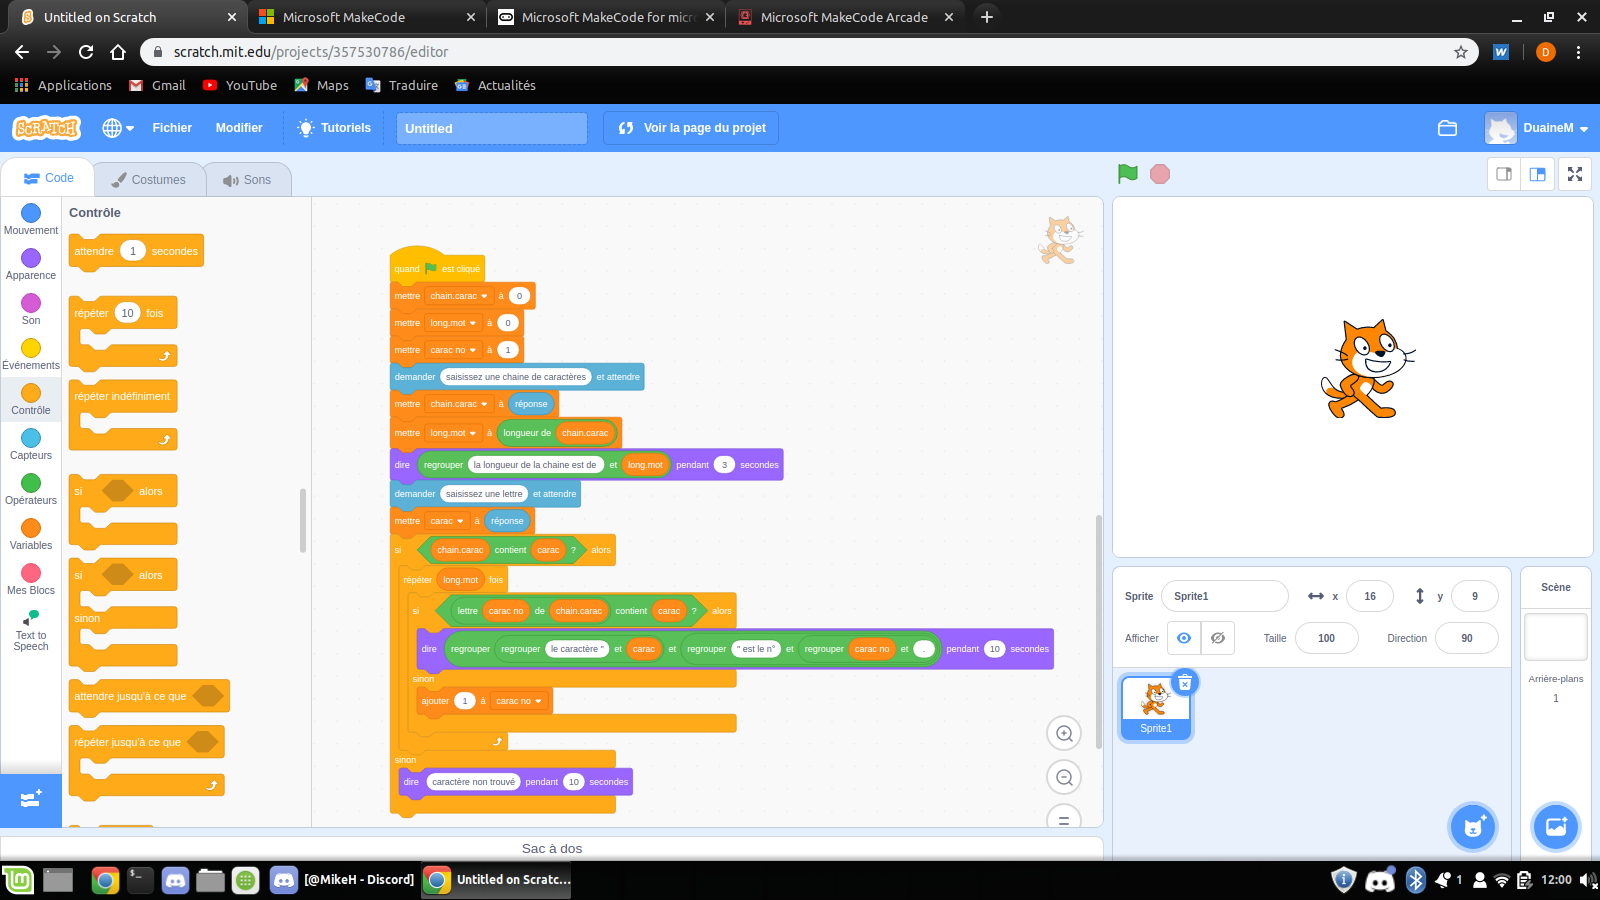 Untitled on Scratch
Microsoft MakeCode
Microsoft MakeCode for micr
Microsoft MakeCode Arcade
scratch.mit.edu/projects/357530786/editor
W
D
Applications
Gmail
YouTube
Maps
Traduire
Actualités
SCRATCH
Fichier
Modifier
Tutoriels
Untitled
Voir la page du projet
DuaineM
Code
Costumes
Sons
Mouvement
Apparence
Son
Événements
Contrôle
Capteurs
Opérateurs
Variables
Mes Blocs
Text to
Speech
Contrôle
attendre 1 secondes
répéter 10 fois
répéter indéfiniment
si alors
si alors
sinon
attendre jusqu'à ce que
répéter jusqu'à ce que
quand est cliqué
mettre chain.carac à 0
mettre long.mot à 0
mettre carac no à 1
demander saisissez une chaine de caractères et attendre
mettre chain.carac à réponse
mettre long.mot à longueur de chain.carac
dire regrouper la longueur de la chaine est de et long.mot pendant 3 secondes
demander saisissez une lettre et attendre
mettre carac à réponse
si chain.carac contient carac ? alors
répéter long.mot fois
si lettre carac no de chain.carac contient carac ? alors
dire regrouper regrouper le caractère " et carac et regrouper " est le n° et regrouper carac no et . pendant 10 secondes
sinon
ajouter 1 à carac no
sinon
dire caractère non trouvé pendant 10 secondes
Sac à dos
Sprite Sprite1 x 16 y 9
Afficher Taille 100 Direction 90
Sprite1
Scène
Arrière-plans
1
[@MikeH - Discord]
Untitled on Scratc...
1
12:00